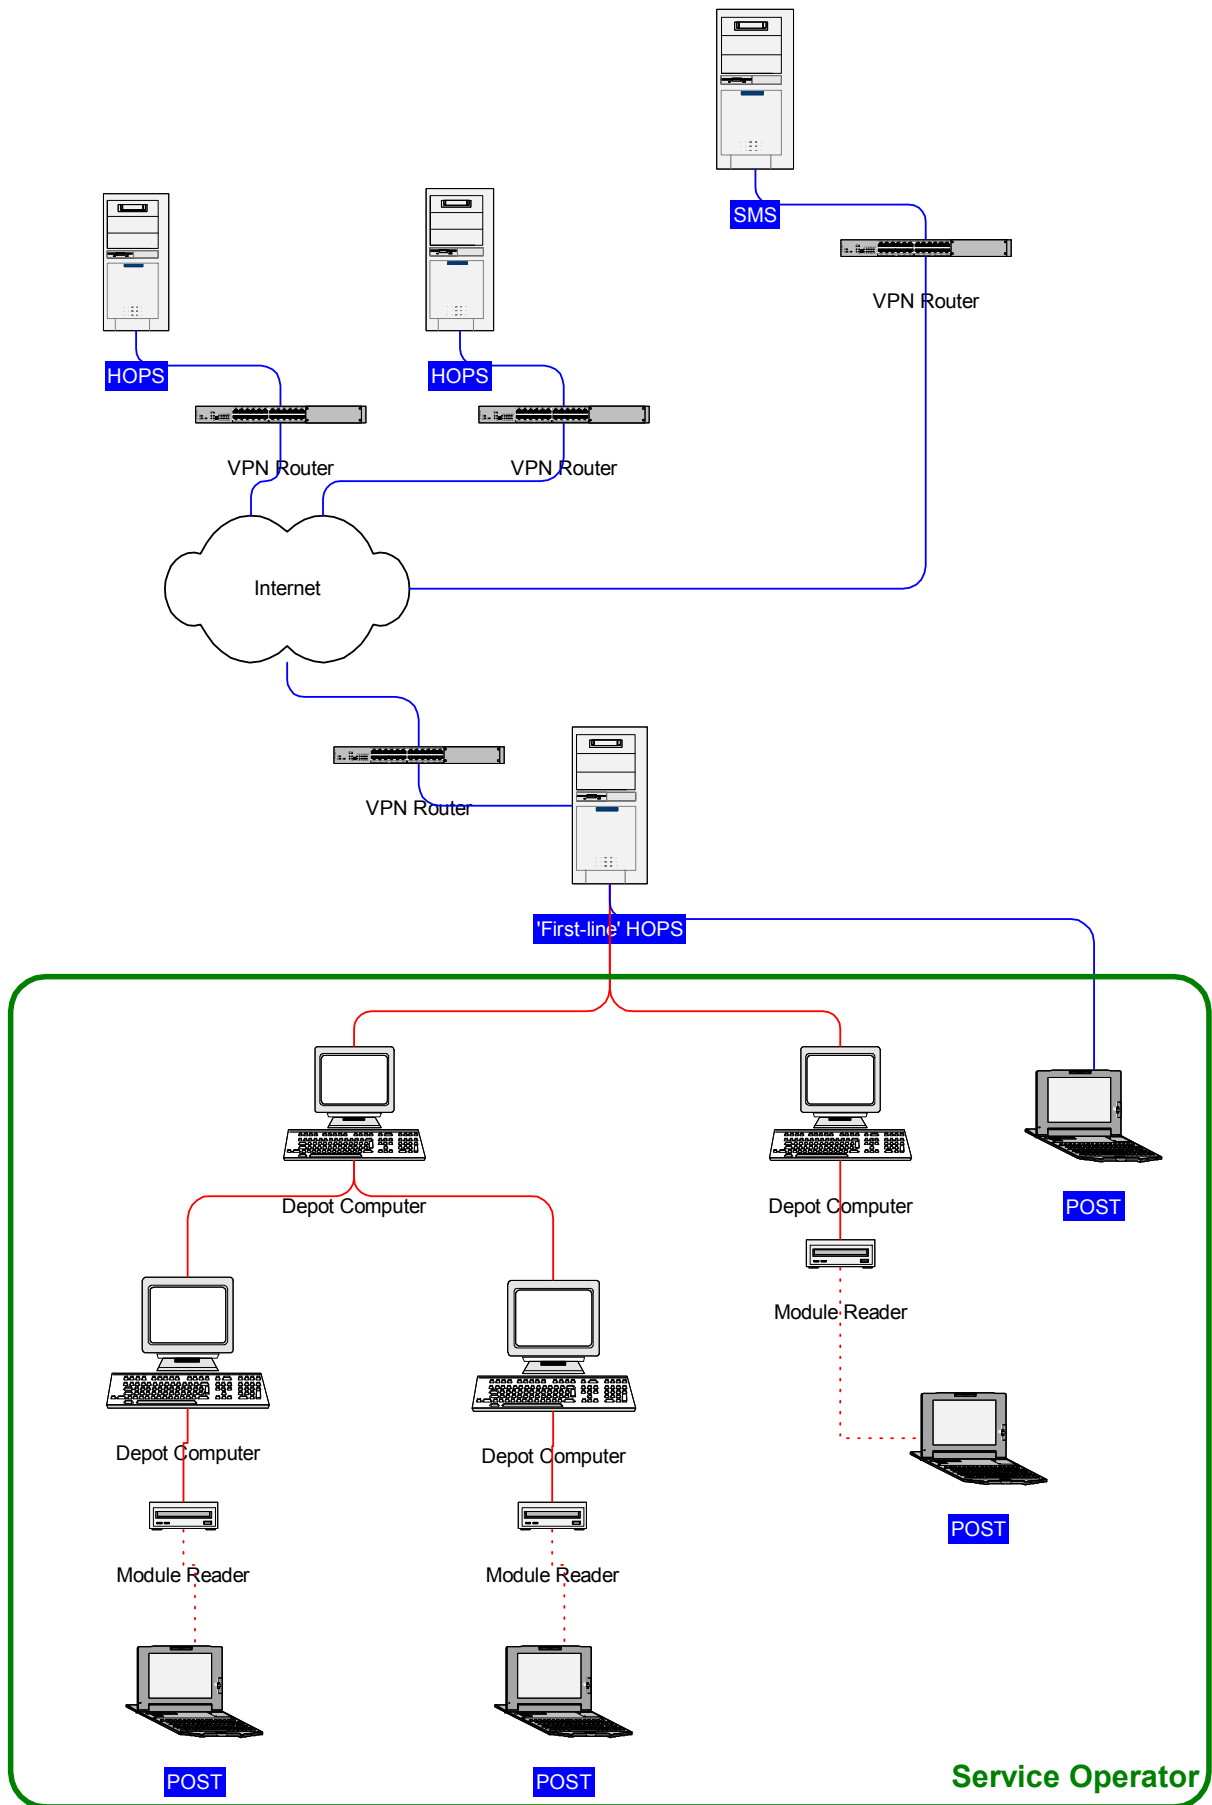 SMS
VPN Router
HOPS
HOPS
VPN Router
VPN Router
Internet
VPN Router
'First-line' HOPS
Depot Computer
Depot Computer
POST
Module Reader
Depot Computer
Depot Computer
POST
Module Reader
Module Reader
POST
POST
Service Operator